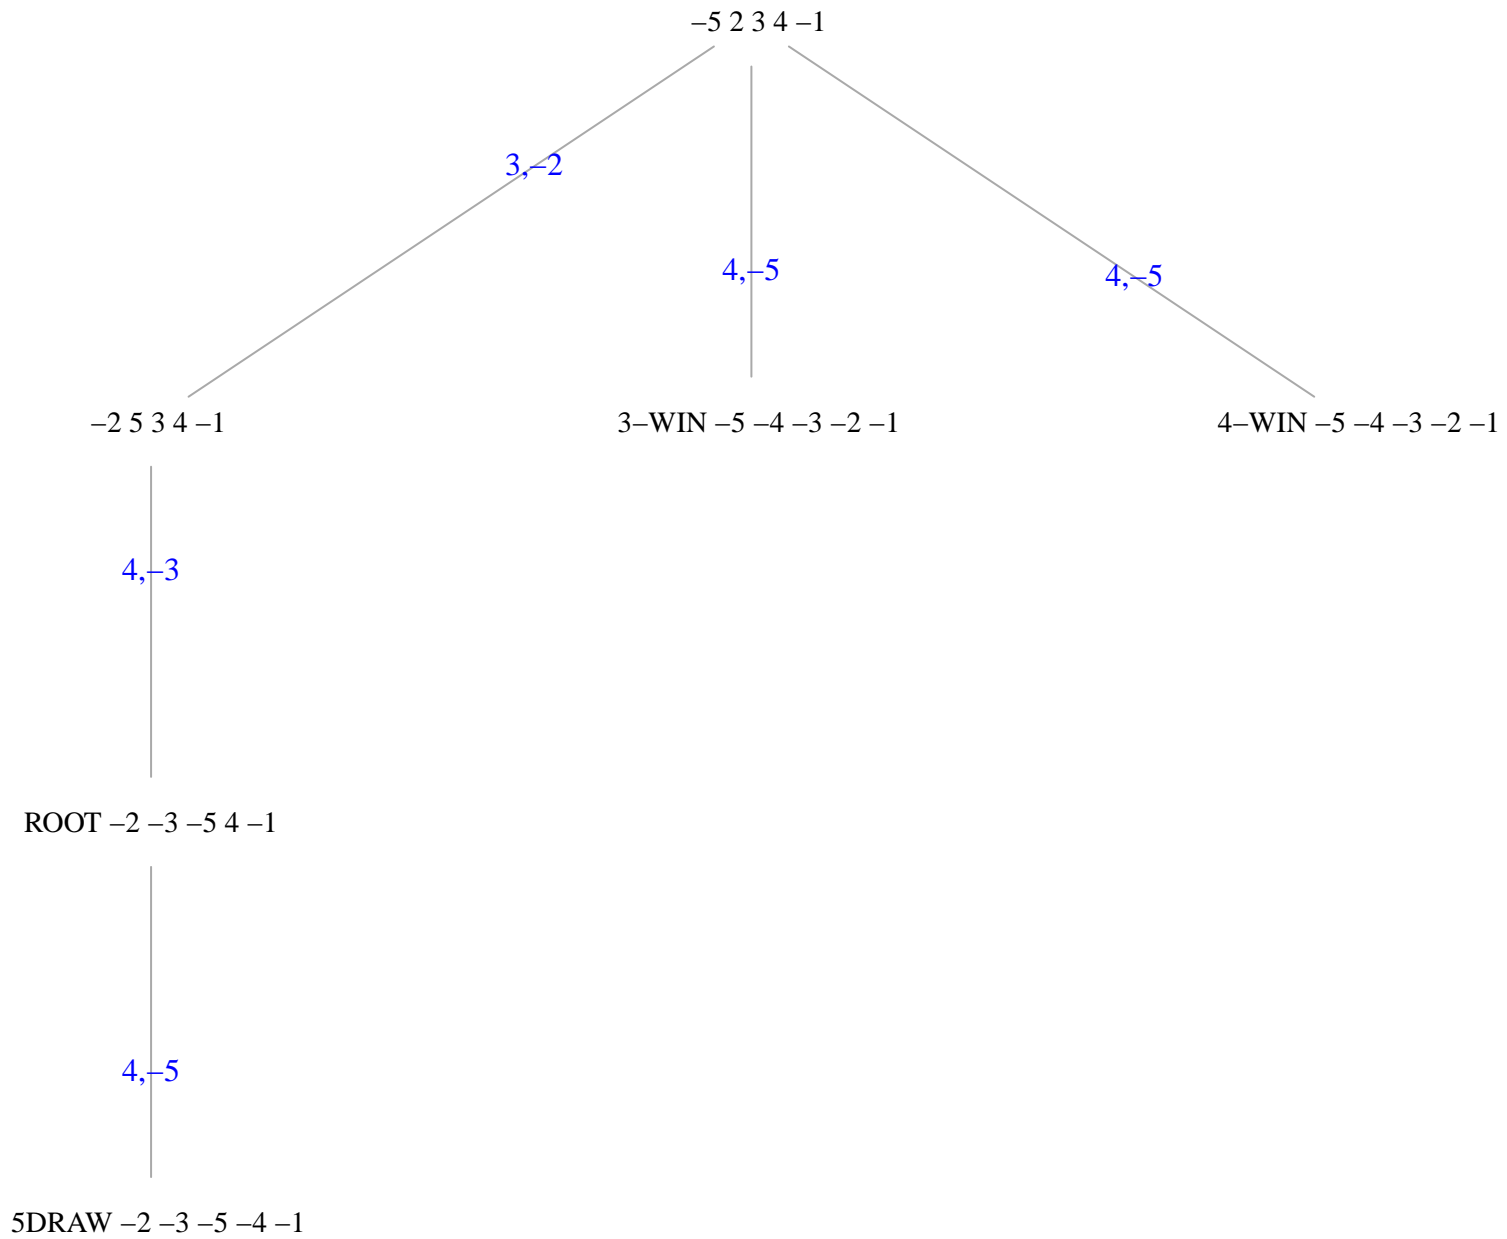 –5 2 3 4 –1
3,–2
4,–5
4,–5
–2 5 3 4 –1
3–WIN –5 –4 –3 –2 –1
4–WIN –5 –4 –3 –2 –1
4,–3
ROOT –2 –3 –5 4 –1
4,–5
5DRAW –2 –3 –5 –4 –1